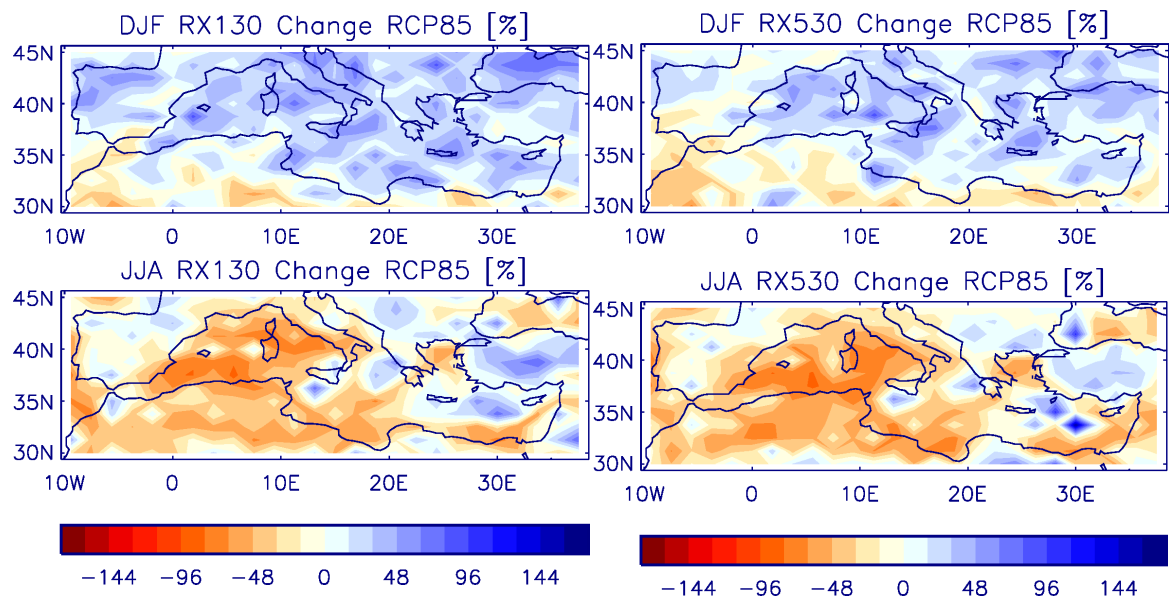 DJF RX130 Change RCP85 [%]
45N
40N
35N
30N
10W 0 10E 20E 30E
DJF RX530 Change RCP85 [%]
45N
40N
35N
30N
10W 0 10E 20E 30E
JJA RX130 Change RCP85 [%]
45N
40N
35N
30N
10W 0 10E 20E 30E
JJA RX530 Change RCP85 [%]
45N
40N
35N
30N
10W 0 10E 20E 30E
−144 −96 −48 0 48 96 144
−144 −96 −48 0 48 96 144